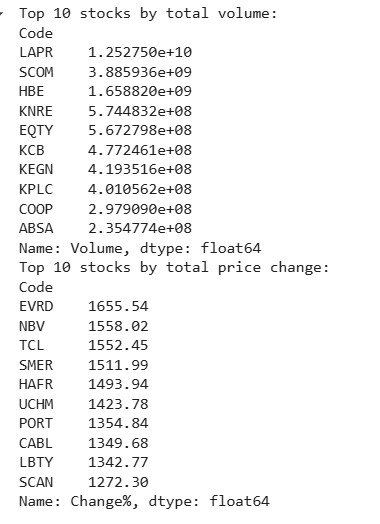 Top 10 stocks by total volume:
Code
LAPR    1.252750e+10
SCOM    3.885936e+09
HBE     1.658820e+09
KNRE    5.744832e+08
EQTY    5.672798e+08
KCB     4.772461e+08
KEGN    4.193516e+08
KPLC    4.010562e+08
COOP    2.979090e+08
ABSA    2.354774e+08
Name: Volume, dtype: float64
Top 10 stocks by total price change:
Code
EVRD    1655.54
NBV     1558.02
TCL     1552.45
SMER    1511.99
HAFR    1493.94
UCHM    1423.78
PORT    1354.84
CABL    1349.68
LBTY    1342.77
SCAN    1272.30
Name: Change%, dtype: float64